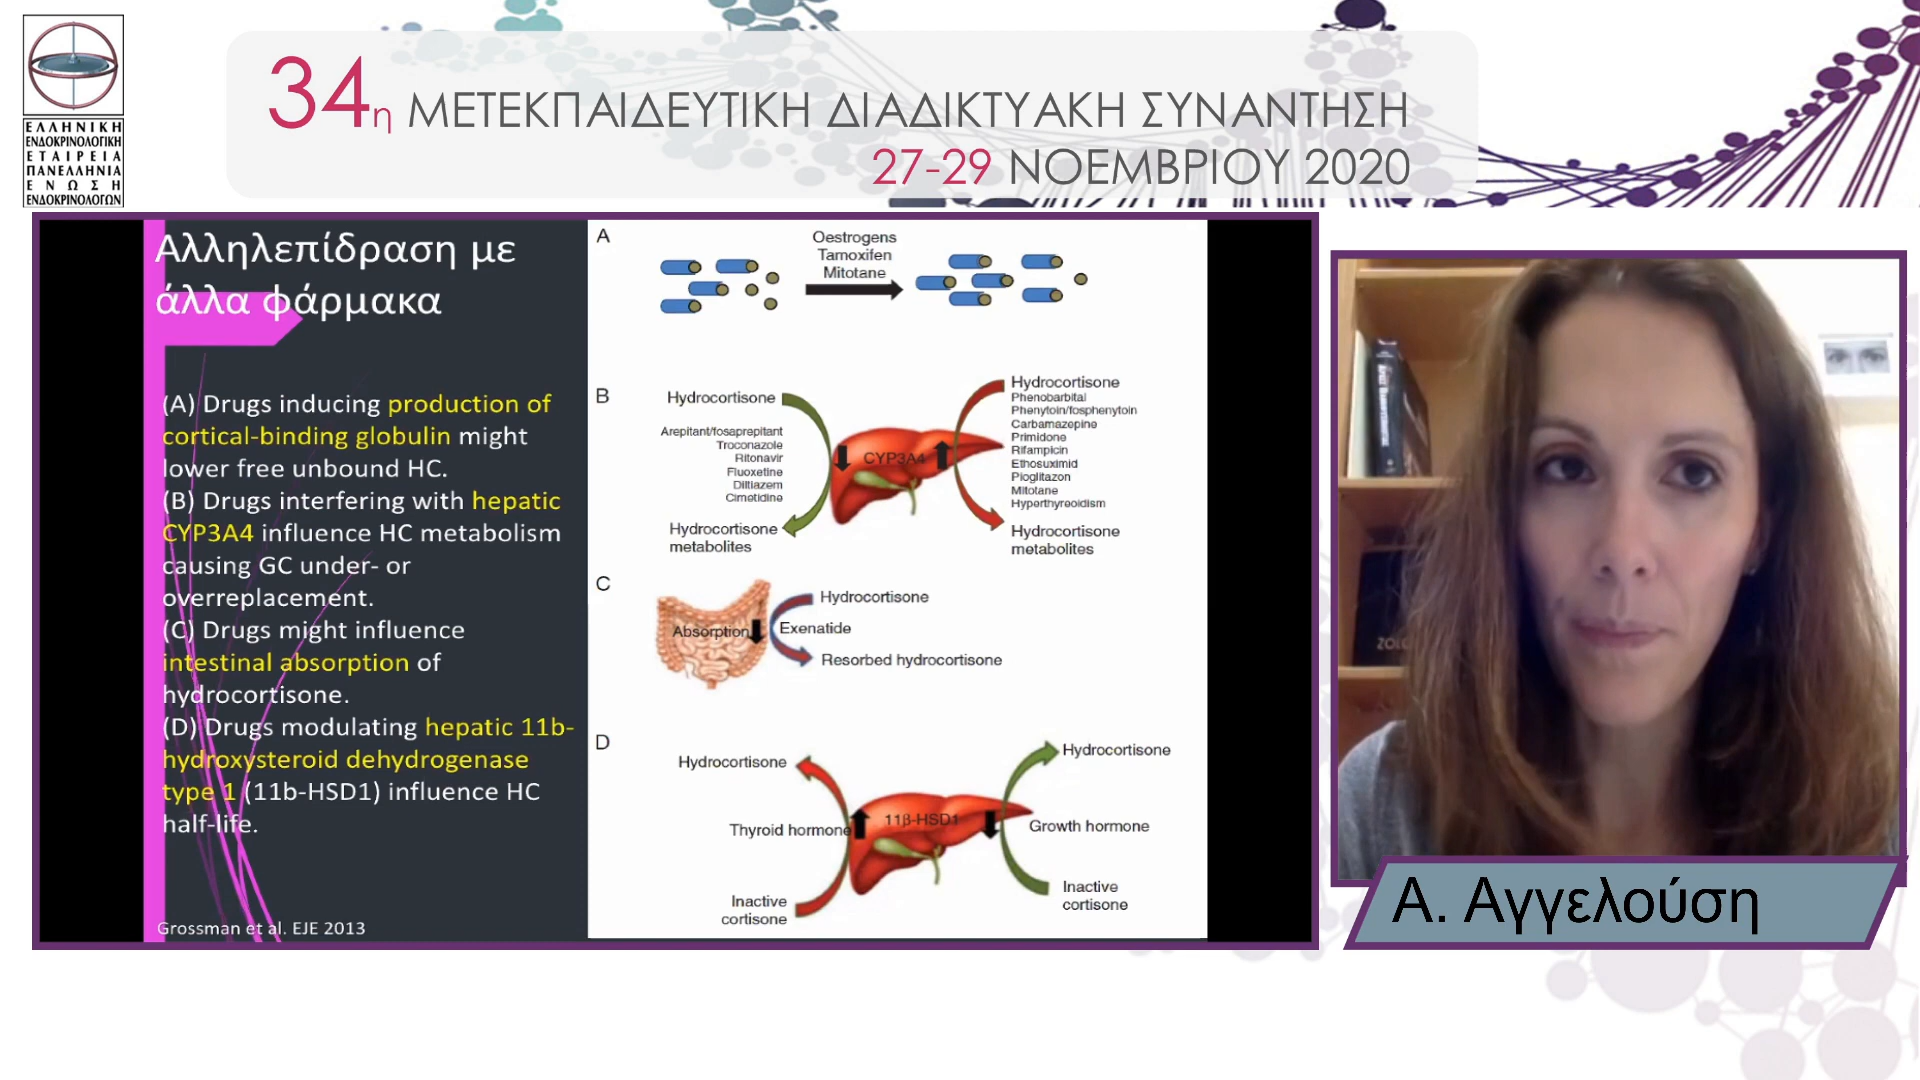 34η ΜΕΤΕΚΠΑΙΔΕΥΤΙΚΗ ΔΙΑΔΙΚΤΥΑΚΗ ΣΥΝΑΝΤΗΣΗ
27-29 ΝΟΕΜΒΡΙΟΥ 2020
ΕΛΛΗΝΙΚΗ
ΕΝΔΟΚΡΙΝΟΛΟΓΙΚΗ
ΕΤΑΙΡΕΙΑ
ΠΑΝΕΛΛΗΝΙΑ
ΕΝΩΣΗ
ΕΝΔΟΚΡΙΝΟΛΟΓΩΝ
Αλληλεπίδραση με
άλλα φάρμακα
(A) Drugs inducing production of
cortical-binding globulin might
lower free unbound HC.
(B) Drugs interfering with hepatic
CYP3A4 influence HC metabolism
causing GC under- or
overreplacement.
(C) Drugs might influence
intestinal absorption of
hydrocortisone.
(D) Drugs modulating hepatic 11b-
hydroxysteroid dehydrogenase
type 1 (11b-HSD1) influence HC
half-life.
Grossman et al. EJE 2013
A
Oestrogens
Tamoxifen
Mitotane
B
Hydrocortisone
Arepitant/fosaprepitant
Troconazole
Ritonavir
Fluoxetine
Diltiazem
Cimetidine
Hydrocortisone
metabolites
CYP3A4
Hydrocortisone
Phenobarbital
Phenytoin/fosphenytoin
Carbamazepine
Primidone
Rifampicin
Ethosuximid
Pioglitazon
Mitotane
Hyperthyreoidism
Hydrocortisone
metabolites
C
Absorption
Hydrocortisone
Exenatide
Resorbed hydrocortisone
D
Hydrocortisone
Thyroid hormone
Inactive
cortisone
11β-HSD1
Hydrocortisone
Growth hormone
Inactive
cortisone
Α. Αγγελούση